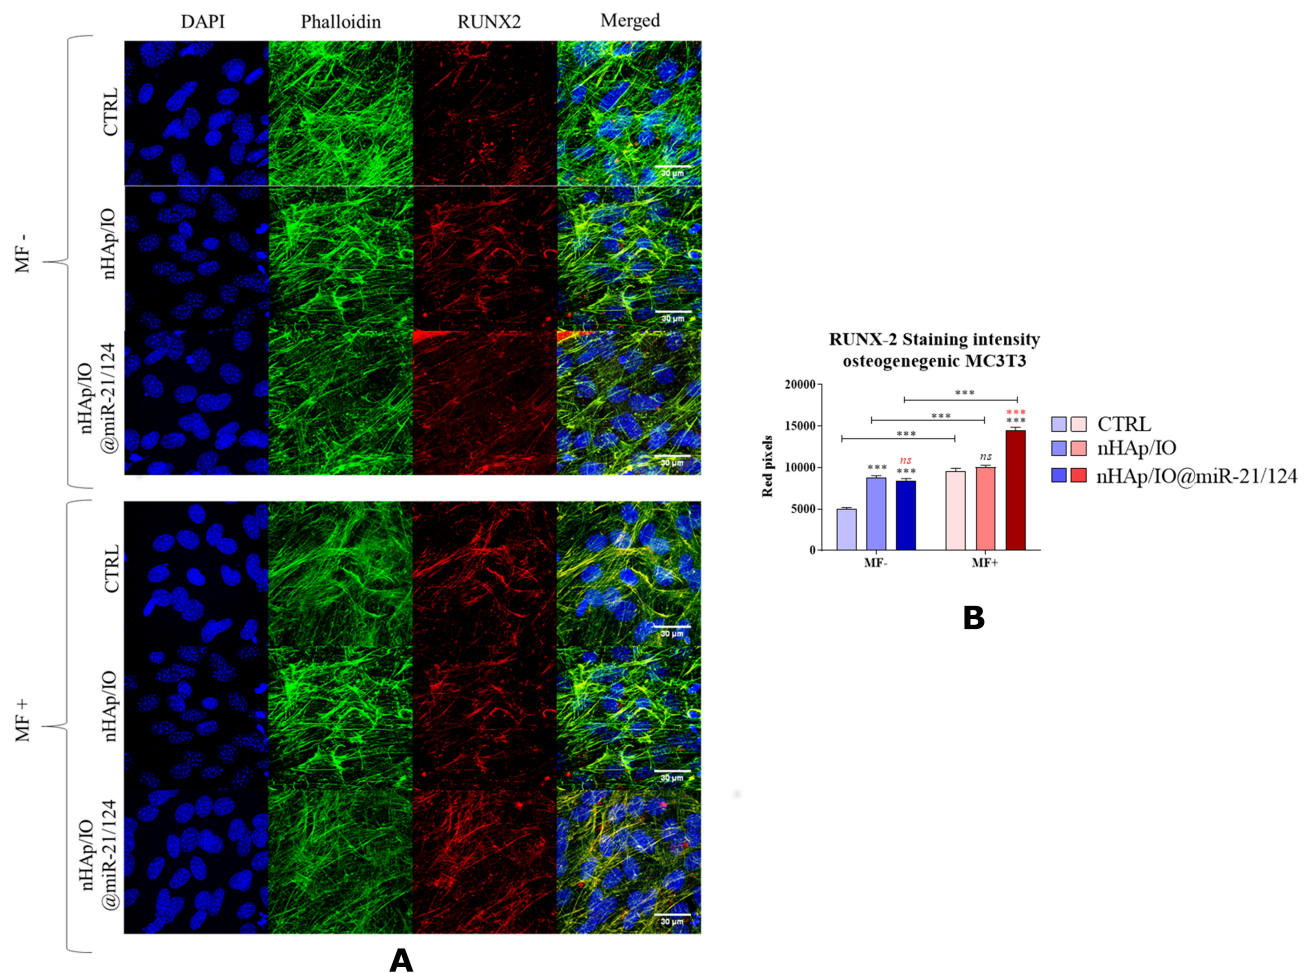 DAPI Phalloidin RUNX2 Merged
MF -
CTRL
30 µm
nHAp/IO
30 µm
nHAp/IO
@miR-21/124
30 µm
MF +
CTRL
30 µm
nHAp/IO
30 µm
nHAp/IO
@miR-21/124
30 µm
A
RUNX-2 Staining intensity
osteogenegenic MC3T3
Red pixels
20000
15000
10000
5000
0
***
***
***
***
ns
***
ns
***
***
MF- MF+
CTRL
nHAp/IO
nHAp/IO@miR-21/124
B